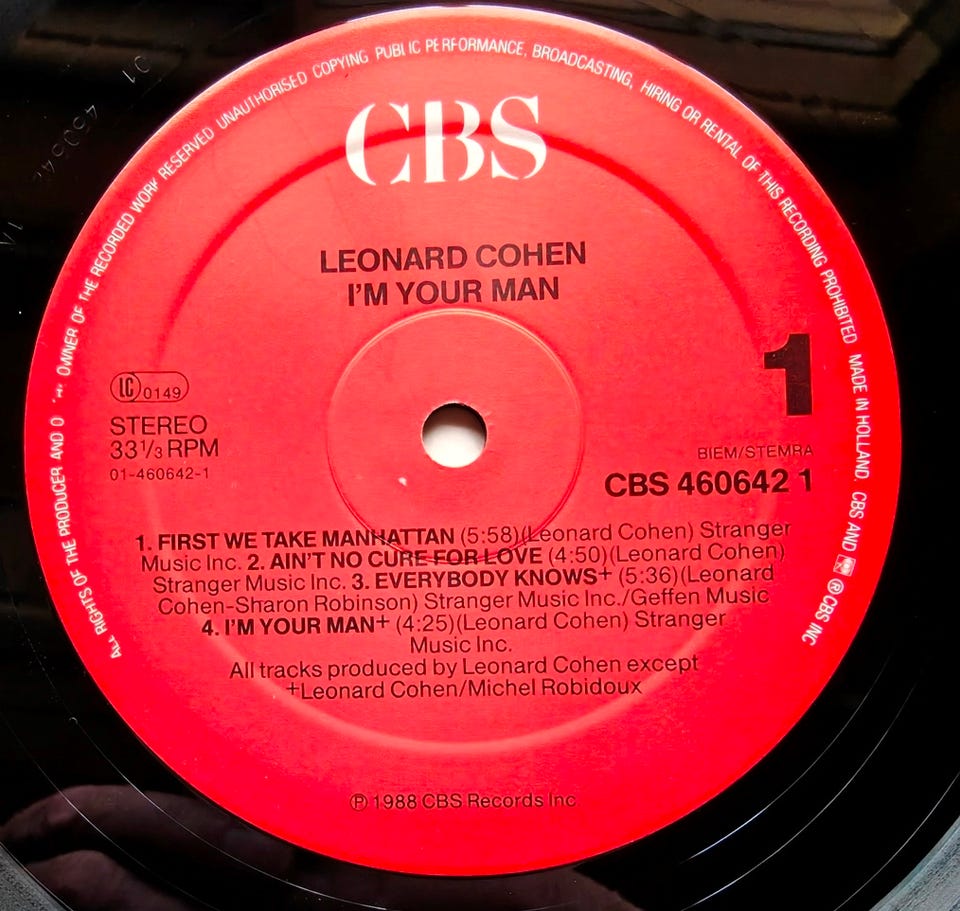 ALL RIGHTS OF THE PRODUCER AND O OWNER OF THE RECORDED WORK RESERVED UNAUTHORISED COPYING PUBLIC PERFORMANCE, BROADCASTING, HIRING OR RENTAL OF THIS RECORDING PROHIBITED MADE IN HOLLAND. CBS AND ® CBS INC
CBS
LEONARD COHEN
I'M YOUR MAN
1
LC 0149
STEREO
33⅓ RPM
01-460642-1
BIEM/STEMRA
CBS 460642 1
1. FIRST WE TAKE MANHATTAN (5:58)(Leonard Cohen) Stranger
Music Inc. 2. AIN'T NO CURE FOR LOVE (4:50)(Leonard Cohen)
Stranger Music Inc. 3. EVERYBODY KNOWS+ (5:36)(Leonard
Cohen-Sharon Robinson) Stranger Music Inc./Geffen Music
4. I'M YOUR MAN+ (4:25)(Leonard Cohen) Stranger
Music Inc.
All tracks produced by Leonard Cohen except
+Leonard Cohen/Michel Robidoux
℗ 1988 CBS Records Inc